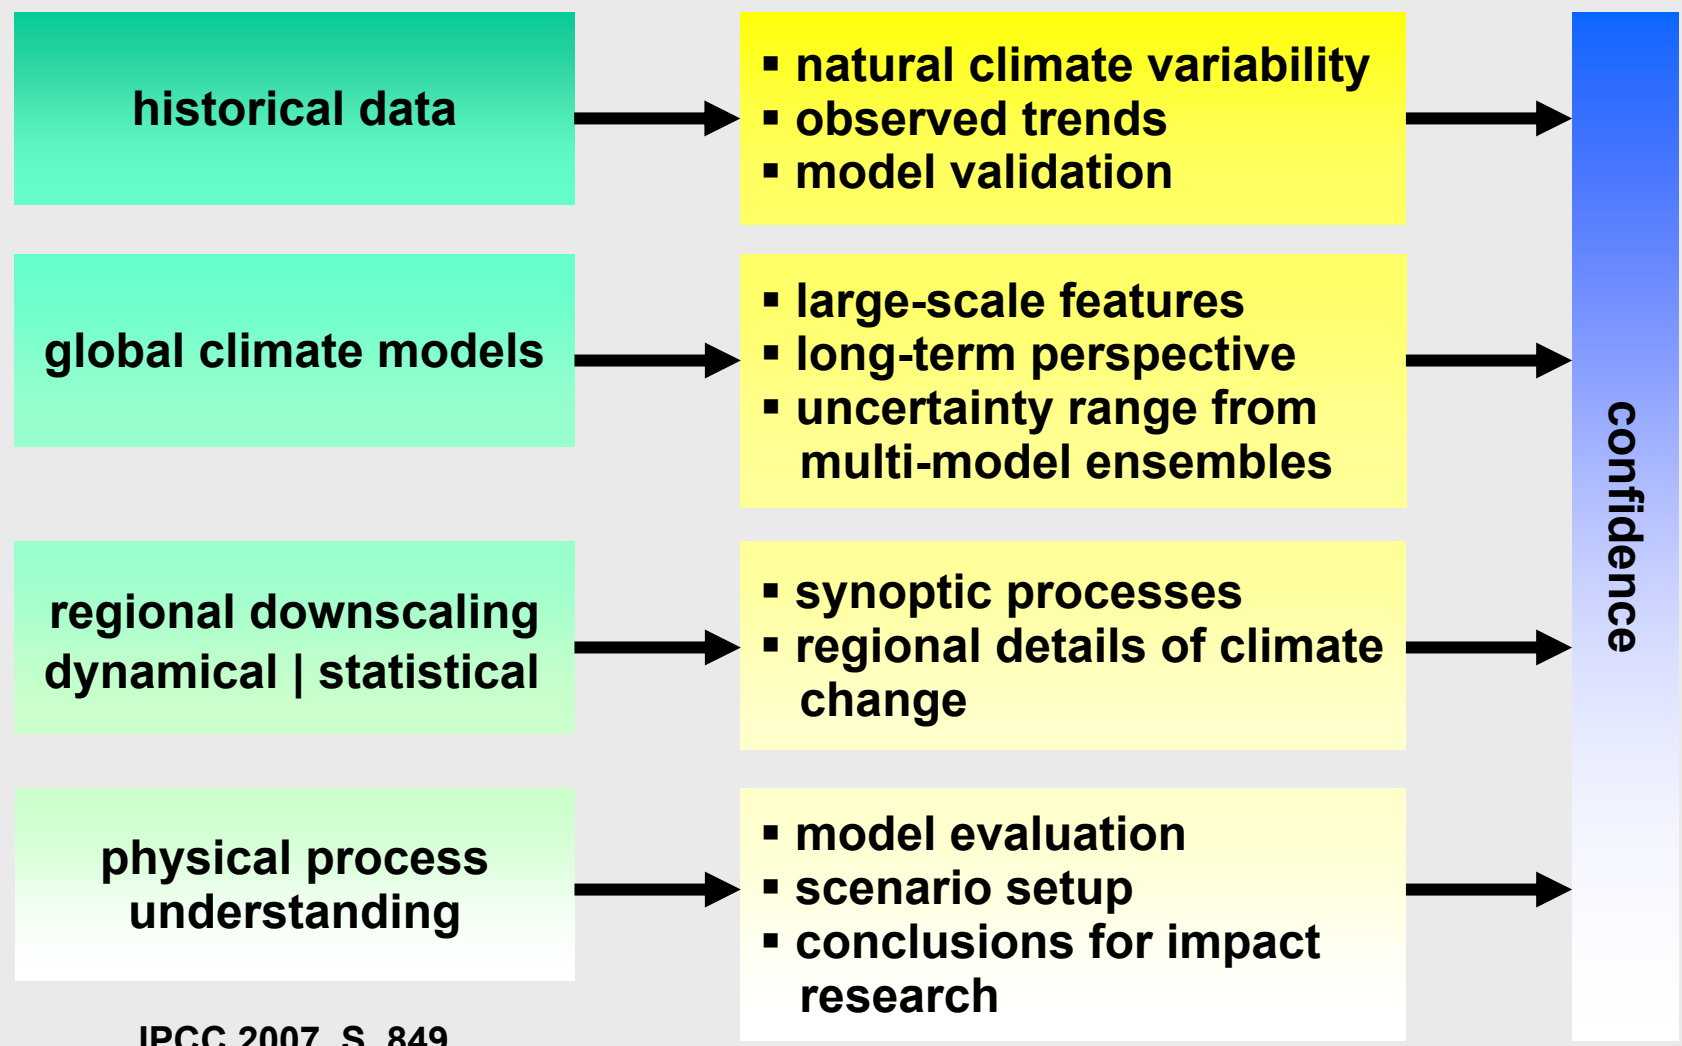 historical data
▪ natural climate variability
▪ observed trends
▪ model validation
global climate models
▪ large-scale features
▪ long-term perspective
▪ uncertainty range from
multi-model ensembles
regional downscaling
dynamical | statistical
▪ synoptic processes
▪ regional details of climate
change
physical process
understanding
▪ model evaluation
▪ scenario setup
▪ conclusions for impact
research
confidence
IPCC 2007, S. 849